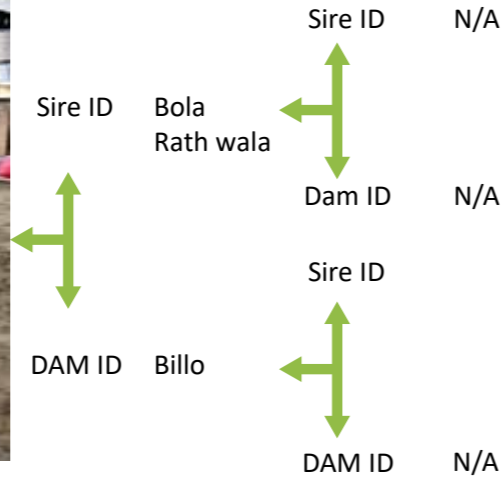 Sire ID N/A
Sire ID Bola
Rath wala
Dam ID N/A
Sire ID
DAM ID Billo
DAM ID N/A